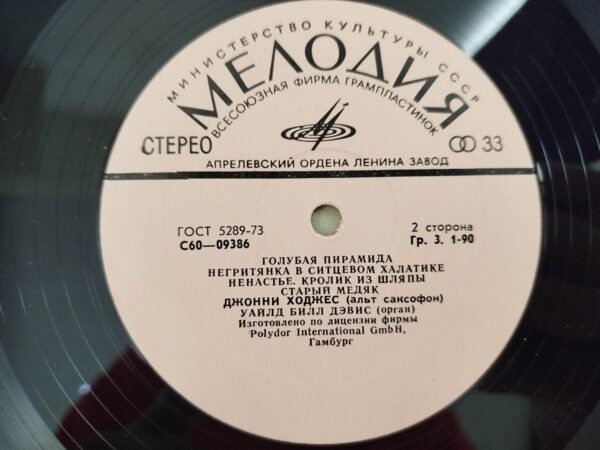 МИНИСТЕРСТВО КУЛЬТУРЫ СССР
МЕЛОДИЯ
ВСЕСОЮЗНАЯ ФИРМА ГРАМПЛАСТИНОК
СТЕРЕО
33
АПРЕЛЕВСКИЙ ОРДЕНА ЛЕНИНА ЗАВОД
ГОСТ 5289-73
С60—09386
2 сторона
Гр. 3. 1-90
ГОЛУБАЯ ПИРАМИДА
НЕГРИТЯНКА В СИТЦЕВОМ ХАЛАТИКЕ
НЕНАСТЬЕ. КРОЛИК ИЗ ШЛЯПЫ
СТАРЫЙ МЕДЯК
ДЖОННИ ХОДЖЕС (альт саксофон)
УАЙЛД БИЛЛ ДЭВИС (орган)
Изготовлено по лицензии фирмы
Polydor International GmbH,
Гамбург